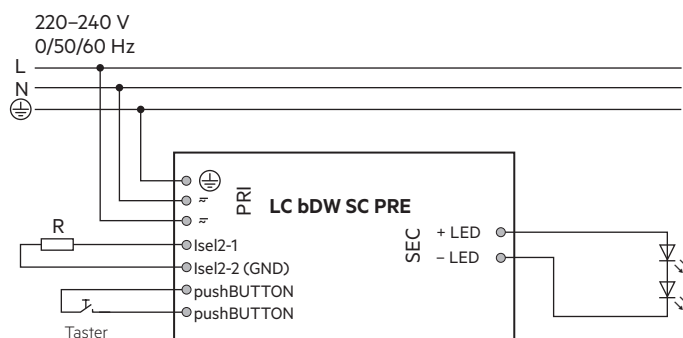 220–240 V
0/50/60 Hz
L
N
PRI
LC bDW SC PRE
≂
≂
R
Isel2-1
Isel2-2 (GND)
pushBUTTON
pushBUTTON
Taster
SEC
+ LED
– LED